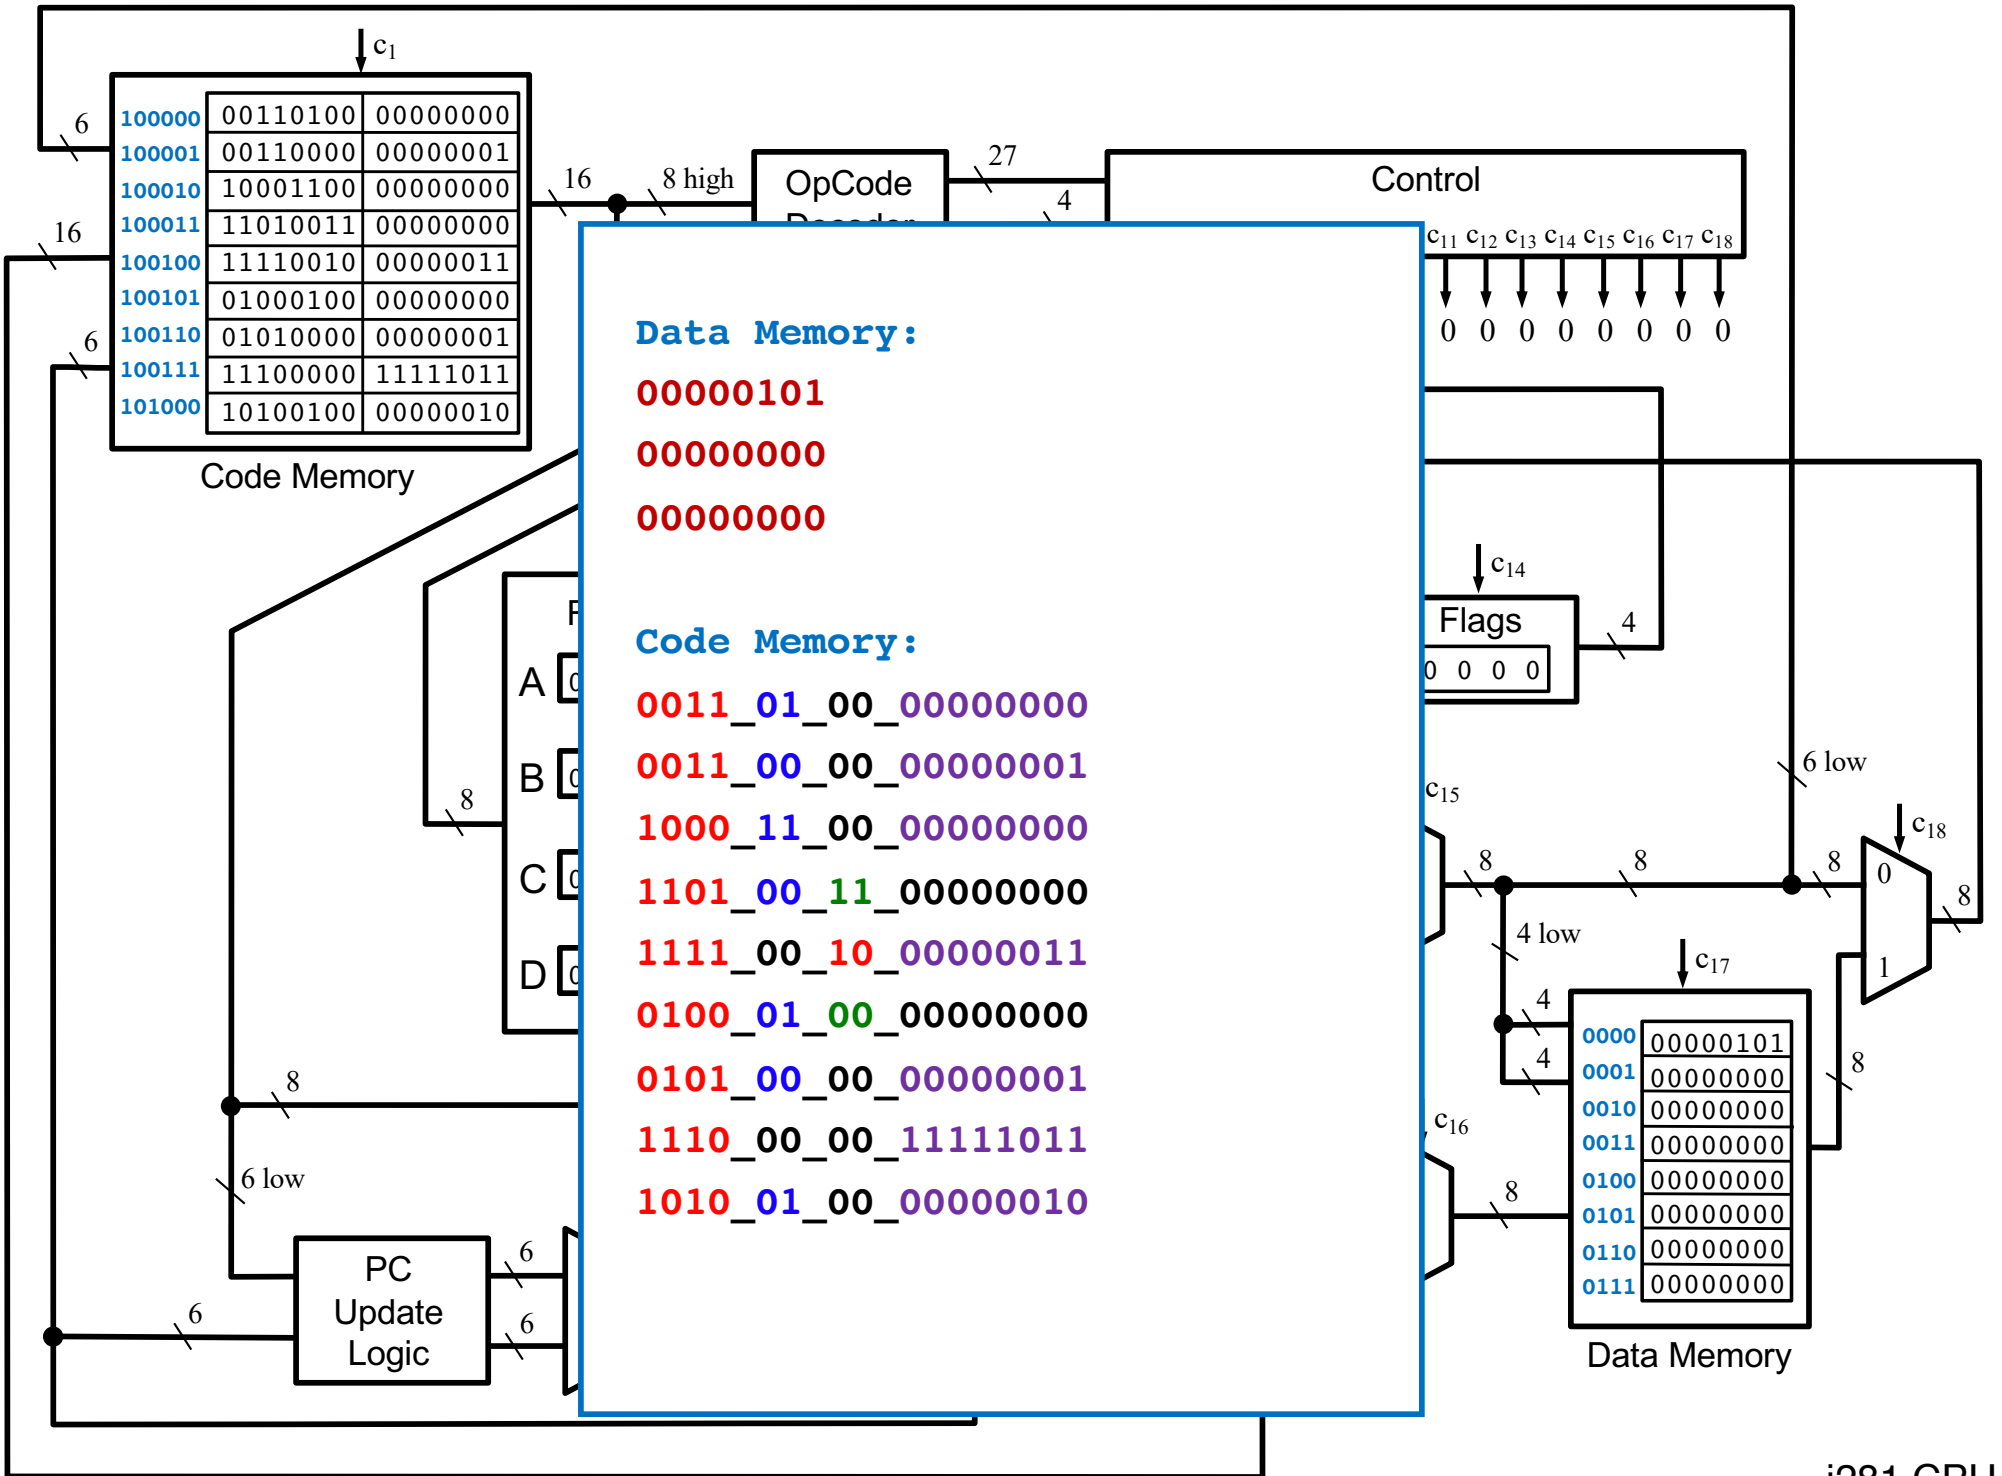 c1
6
100000 00110100 00000000
100001 00110000 00000001
100010 10001100 00000000
100011 11010011 00000000
100100 11110010 00000011
100101 01000100 00000000
100110 01010000 00000001
100111 11100000 11111011
101000 10100100 00000010
16
6
Code Memory
16
8 high
OpCode
27
4
Control
c11 c12 c13 c14 c15 c16 c17 c18
0 0 0 0 0 0 0 0
Data Memory:
00000101
00000000
00000000
Code Memory:
0011_01_00_00000000
0011_00_00_00000001
1000_11_00_00000000
1101_00_11_00000000
1111_00_10_00000011
0100_01_00_00000000
0101_00_00_00000001
1110_00_00_11111011
1010_01_00_00000010
A
B
C
D
8
8
6 low
PC
Update
Logic
6
6
6
c14
Flags
0 0 0
4
c15
6 low
c18
8
8
8
0
1
8
4 low
c17
4
4
0000 00000101
0001 00000000
0010 00000000
0011 00000000
0100 00000000
0101 00000000
0110 00000000
0111 00000000
8
c16
8
Data Memory
i281 CPU